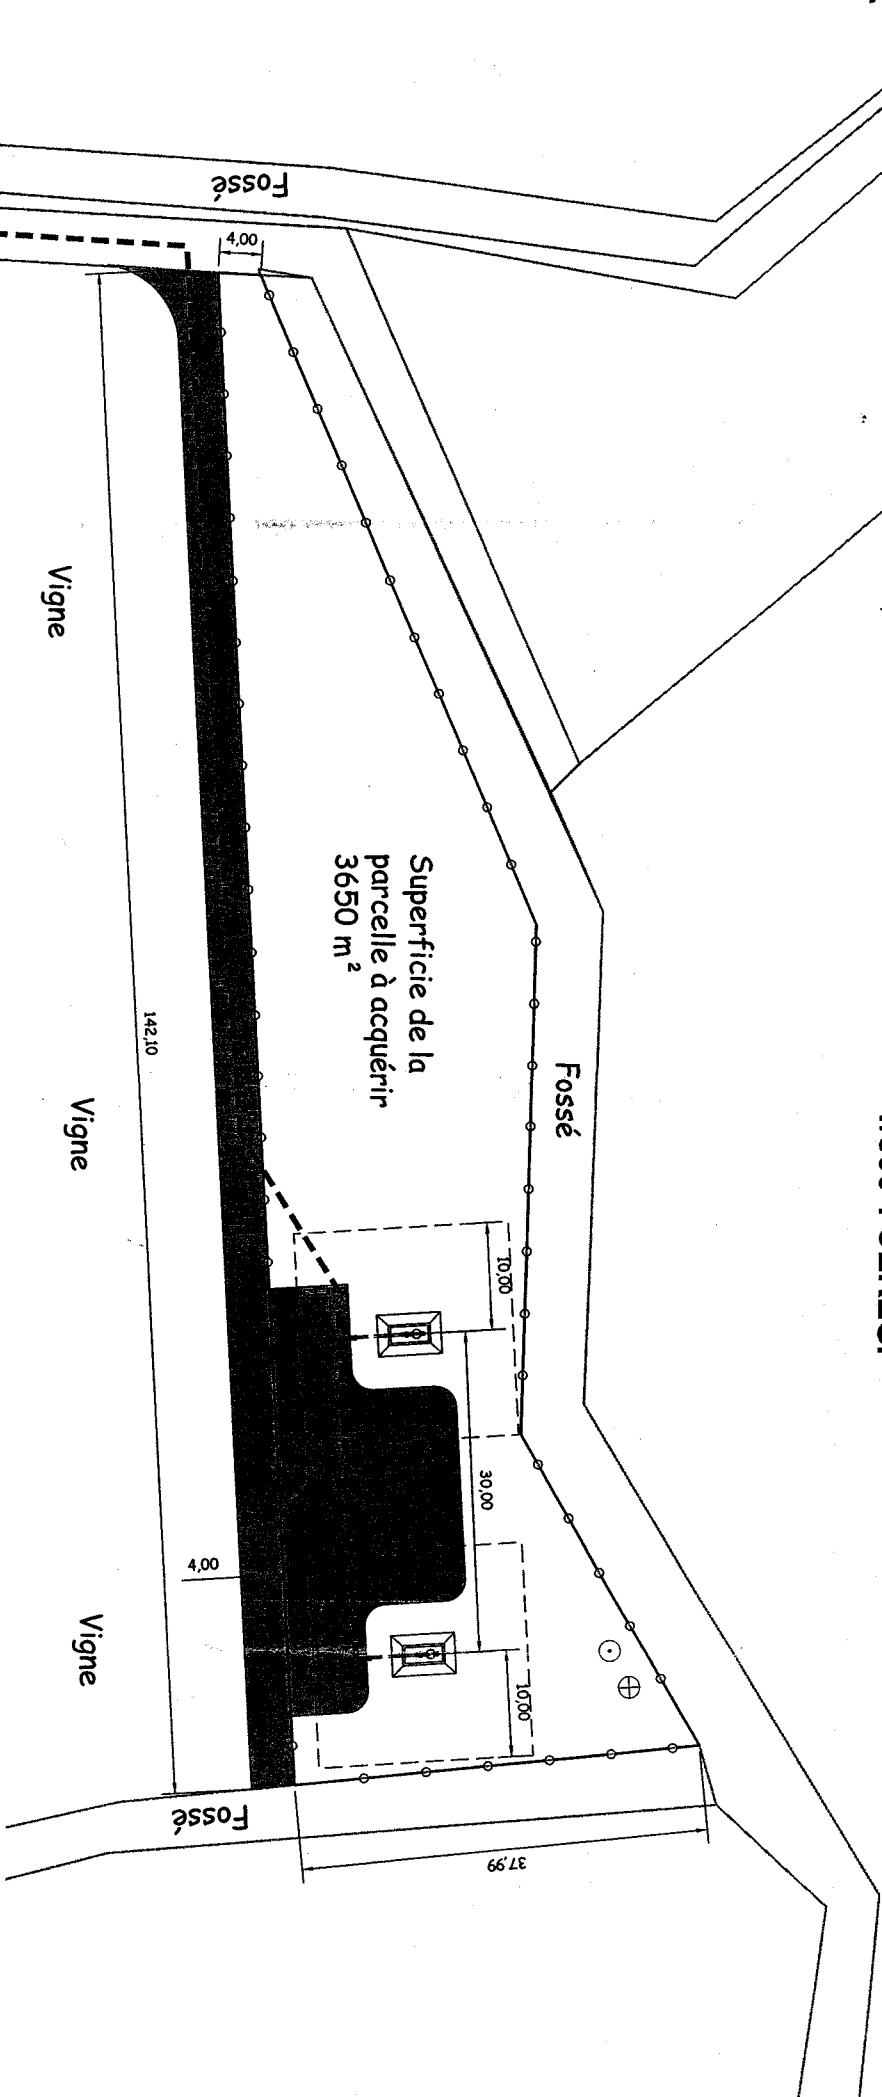 Fossé
4,00
Vigne
Superficie de la
parcelle à acquérir
3650 m²
142,10
Fossé
Vigne
10,00
30,00
4,00
Vigne
10,00
Fossé
37,99